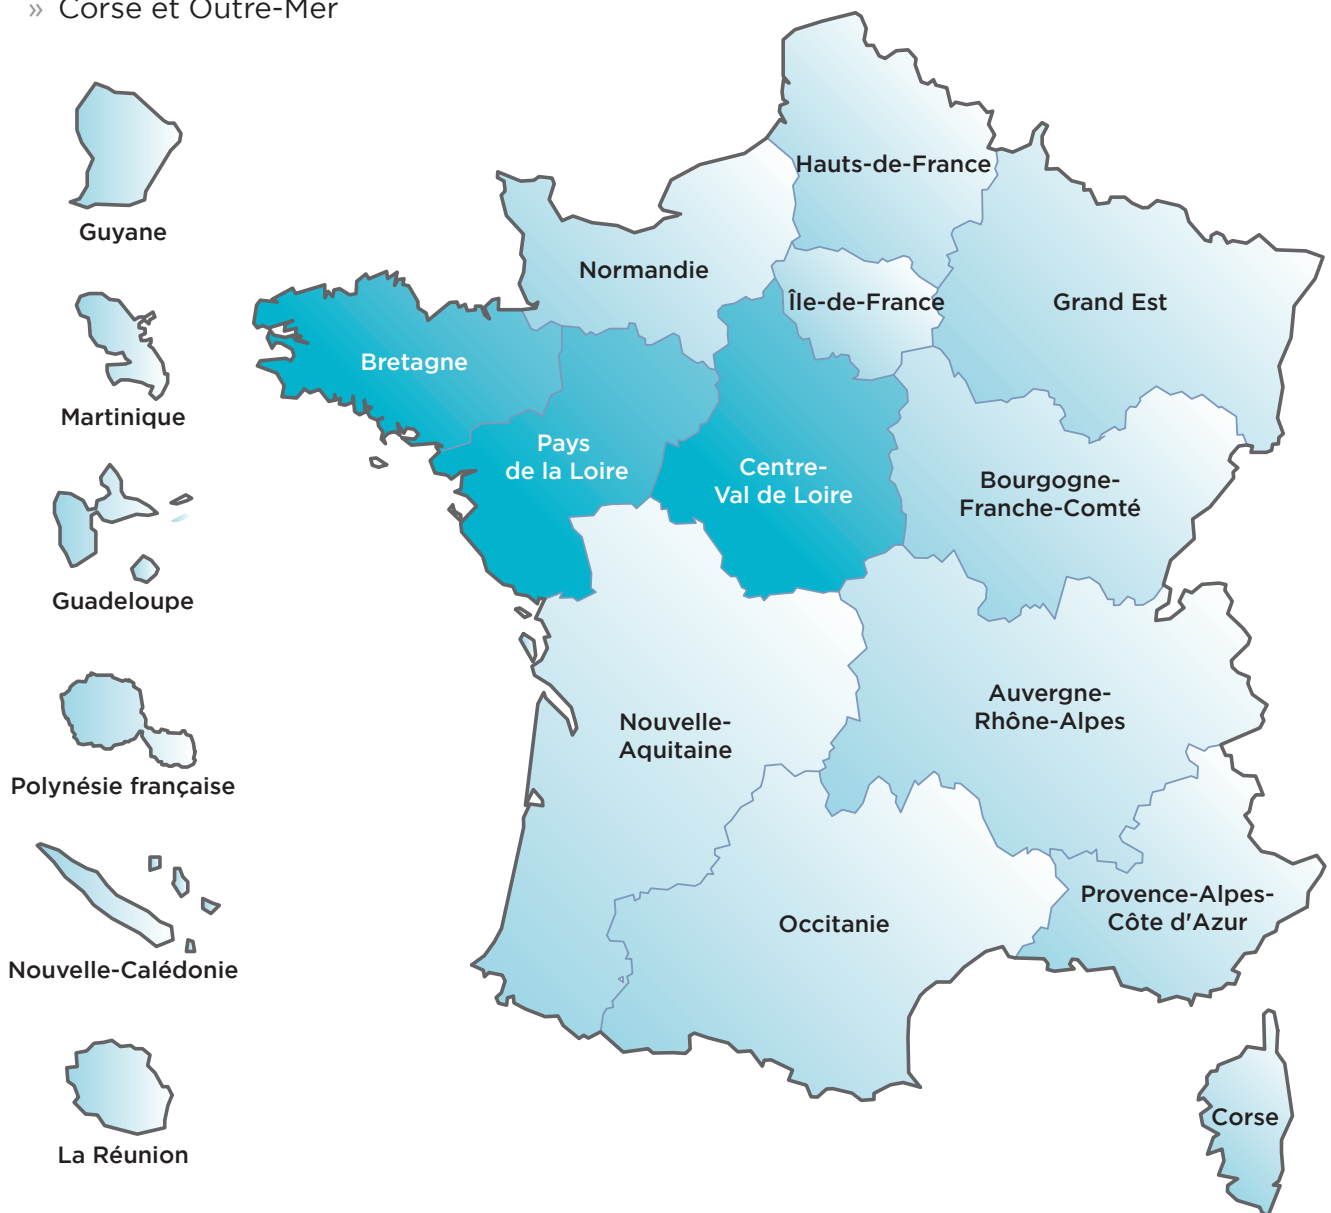 » Corse et Outre-Mer
Guyane
Martinique
Guadeloupe
Polynésie française
Nouvelle-Calédonie
La Réunion
Hauts-de-France
Normandie
Île-de-France
Grand Est
Bretagne
Pays
de la Loire
Centre-
Val de Loire
Bourgogne-
Franche-Comté
Nouvelle-
Aquitaine
Auvergne-
Rhône-Alpes
Occitanie
Provence-Alpes-
Côte d'Azur
Corse